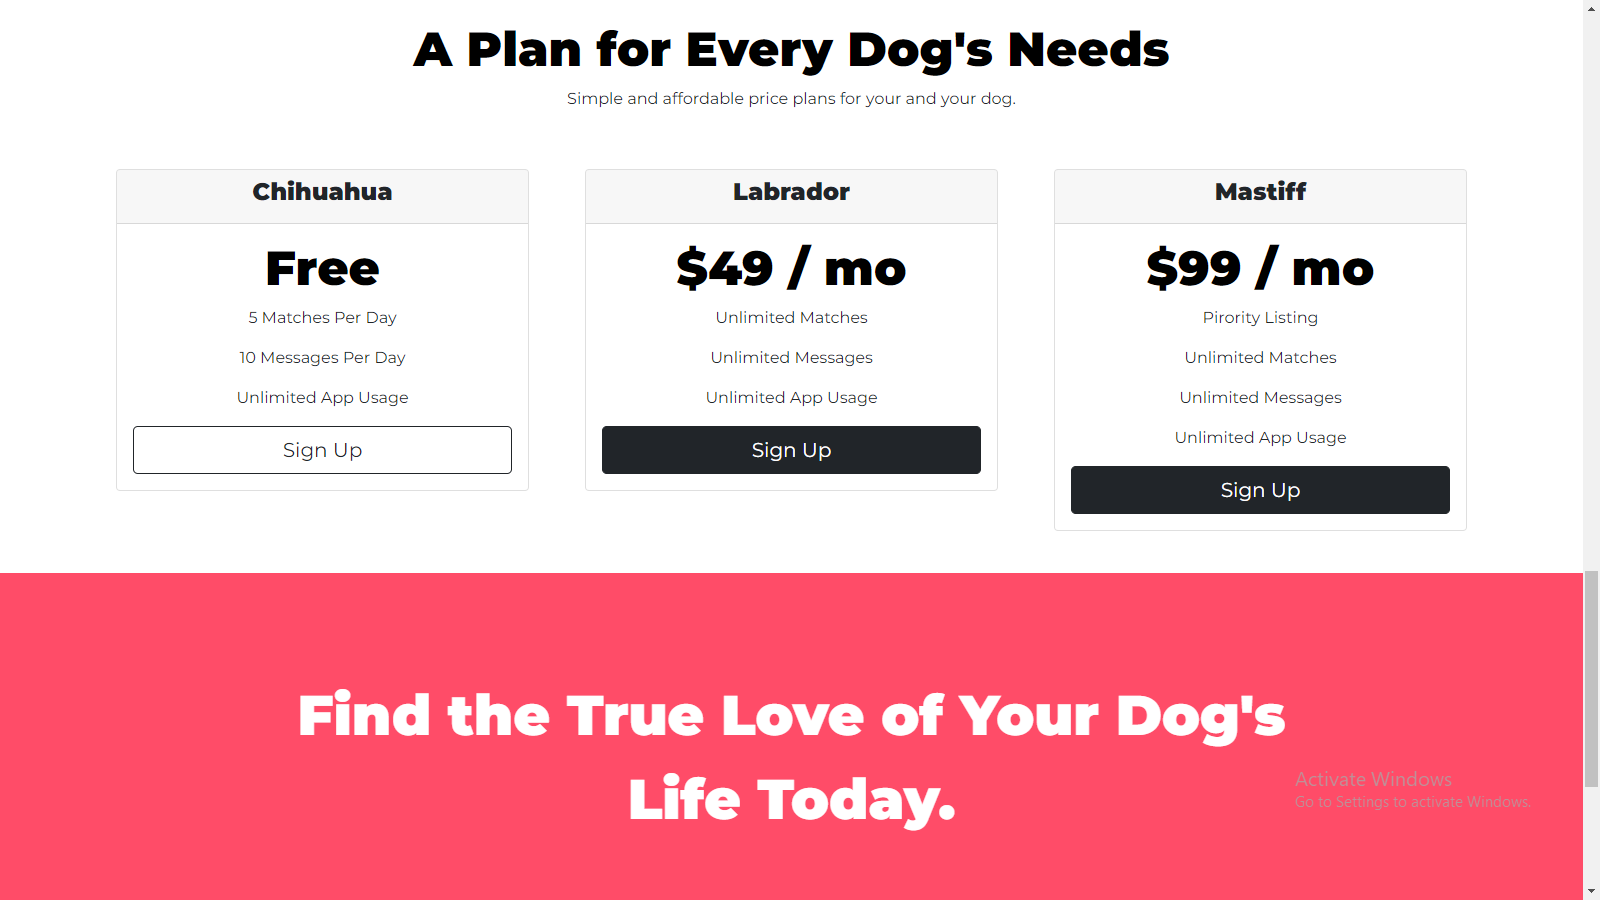 A Plan for Every Dog's Needs
Simple and affordable price plans for your and your dog.
Chihuahua
Free
5 Matches Per Day
10 Messages Per Day
Unlimited App Usage
Sign Up
Labrador
$49 / mo
Unlimited Matches
Unlimited Messages
Unlimited App Usage
Sign Up
Mastiff
$99 / mo
Pirority Listing
Unlimited Matches
Unlimited Messages
Unlimited App Usage
Sign Up
Find the True Love of Your Dog's
Life Today.
Activate Windows
Go to Settings to activate Windows.